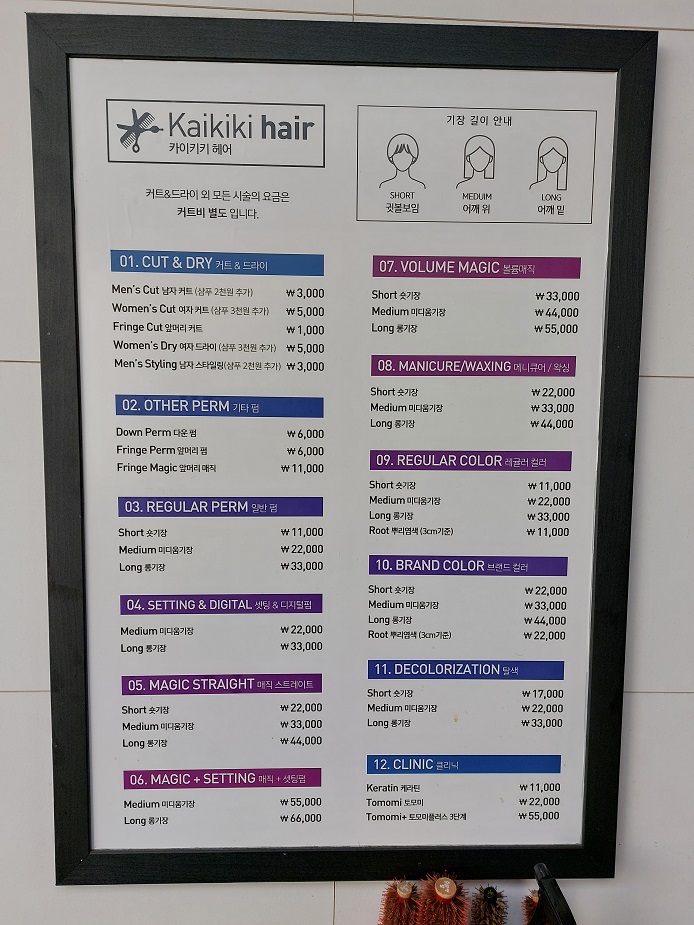 Kaikiki hair
카이키키 헤어
커트&드라이 외 모든 시술의 요금은
커트비 별도 입니다.
기장 길이 안내
SHORT
귓볼보임
MEDUIM
어깨 위
LONG
어깨 밑
01. CUT & DRY 커트 & 드라이
Men's Cut 남자 커트 (샴푸 2천원 추가) ₩ 3,000
Women's Cut 여자 커트 (샴푸 3천원 추가) ₩ 5,000
Fringe Cut 앞머리 커트 ₩ 1,000
Women's Dry 여자 드라이 (샴푸 3천원 추가) ₩ 5,000
Men's Styling 남자 스타일링(샴푸 2천원 추가) ₩ 3,000
02. OTHER PERM 기타 펌
Down Perm 다운 펌 ₩ 6,000
Fringe Perm 앞머리 펌 ₩ 6,000
Fringe Magic 앞머리 매직 ₩ 11,000
03. REGULAR PERM 일반 펌
Short 숏기장 ₩ 11,000
Medium 미디움기장 ₩ 22,000
Long 롱기장 ₩ 33,000
04. SETTING & DIGITAL 셋팅 & 디지털펌
Medium 미디움기장 ₩ 22,000
Long 롱기장 ₩ 33,000
05. MAGIC STRAIGHT 매직 스트레이트
Short 숏기장 ₩ 22,000
Medium 미디움기장 ₩ 33,000
Long 롱기장 ₩ 44,000
06. MAGIC + SETTING 매직 + 셋팅펌
Medium 미디움기장 ₩ 55,000
Long 롱기장 ₩ 66,000
07. VOLUME MAGIC 볼륨매직
Short 숏기장 ₩ 33,000
Medium 미디움기장 ₩ 44,000
Long 롱기장 ₩ 55,000
08. MANICURE/WAXING 메니큐어 / 왁싱
Short 숏기장 ₩ 22,000
Medium 미디움기장 ₩ 33,000
Long 롱기장 ₩ 44,000
09. REGULAR COLOR 레귤러 컬러
Short 숏기장 ₩ 11,000
Medium 미디움기장 ₩ 22,000
Long 롱기장 ₩ 33,000
Root 뿌리염색 (3cm기준) ₩ 11,000
10. BRAND COLOR 브랜드 컬러
Short 숏기장 ₩ 22,000
Medium 미디움기장 ₩ 33,000
Long 롱기장 ₩ 44,000
Root 뿌리염색 (3cm기준) ₩ 22,000
11. DECOLORIZATION 탈색
Short 숏기장 ₩ 17,000
Medium 미디움기장 ₩ 22,000
Long 롱기장 ₩ 33,000
12. CLINIC 클리닉
Keratin 케라틴 ₩ 11,000
Tomomi 토모미 ₩ 22,000
Tomomi+ 토모미플러스 3단계 ₩ 55,000